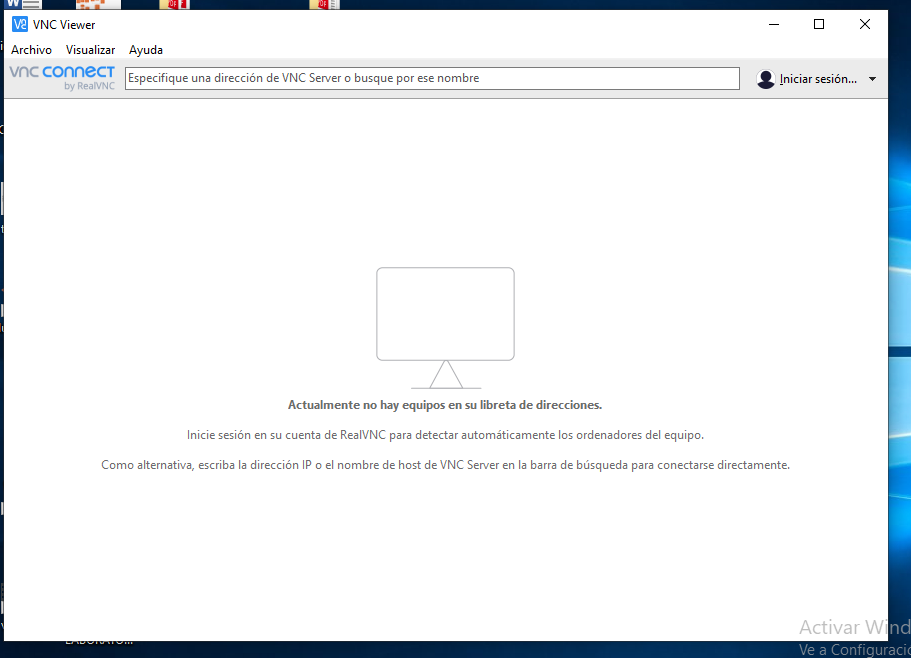 VNC Viewer
Archivo Visualizar Ayuda
vnc connect
by RealVNC
Especifique una dirección de VNC Server o busque por ese nombre
Iniciar sesión...
Actualmente no hay equipos en su libreta de direcciones.
Inicie sesión en su cuenta de RealVNC para detectar automáticamente los ordenadores del equipo.
Como alternativa, escriba la dirección IP o el nombre de host de VNC Server en la barra de búsqueda para conectarse directamente.
Activar Wind
Ve a Configuració